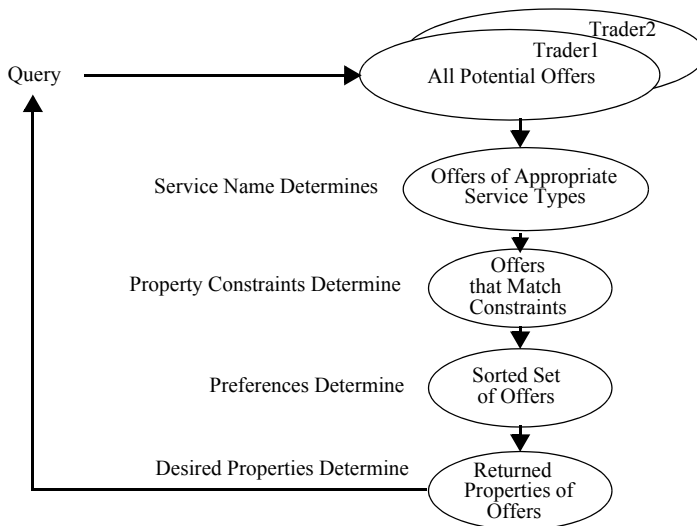 Trader2
Trader1
Query
All Potential Offers
Service Name Determines
Offers of Appropriate
Service Types
Property Constraints Determine
Offers
that Match
Constraints
Preferences Determine
Sorted Set
of Offers
Desired Properties Determine
Returned
Properties of
Offers